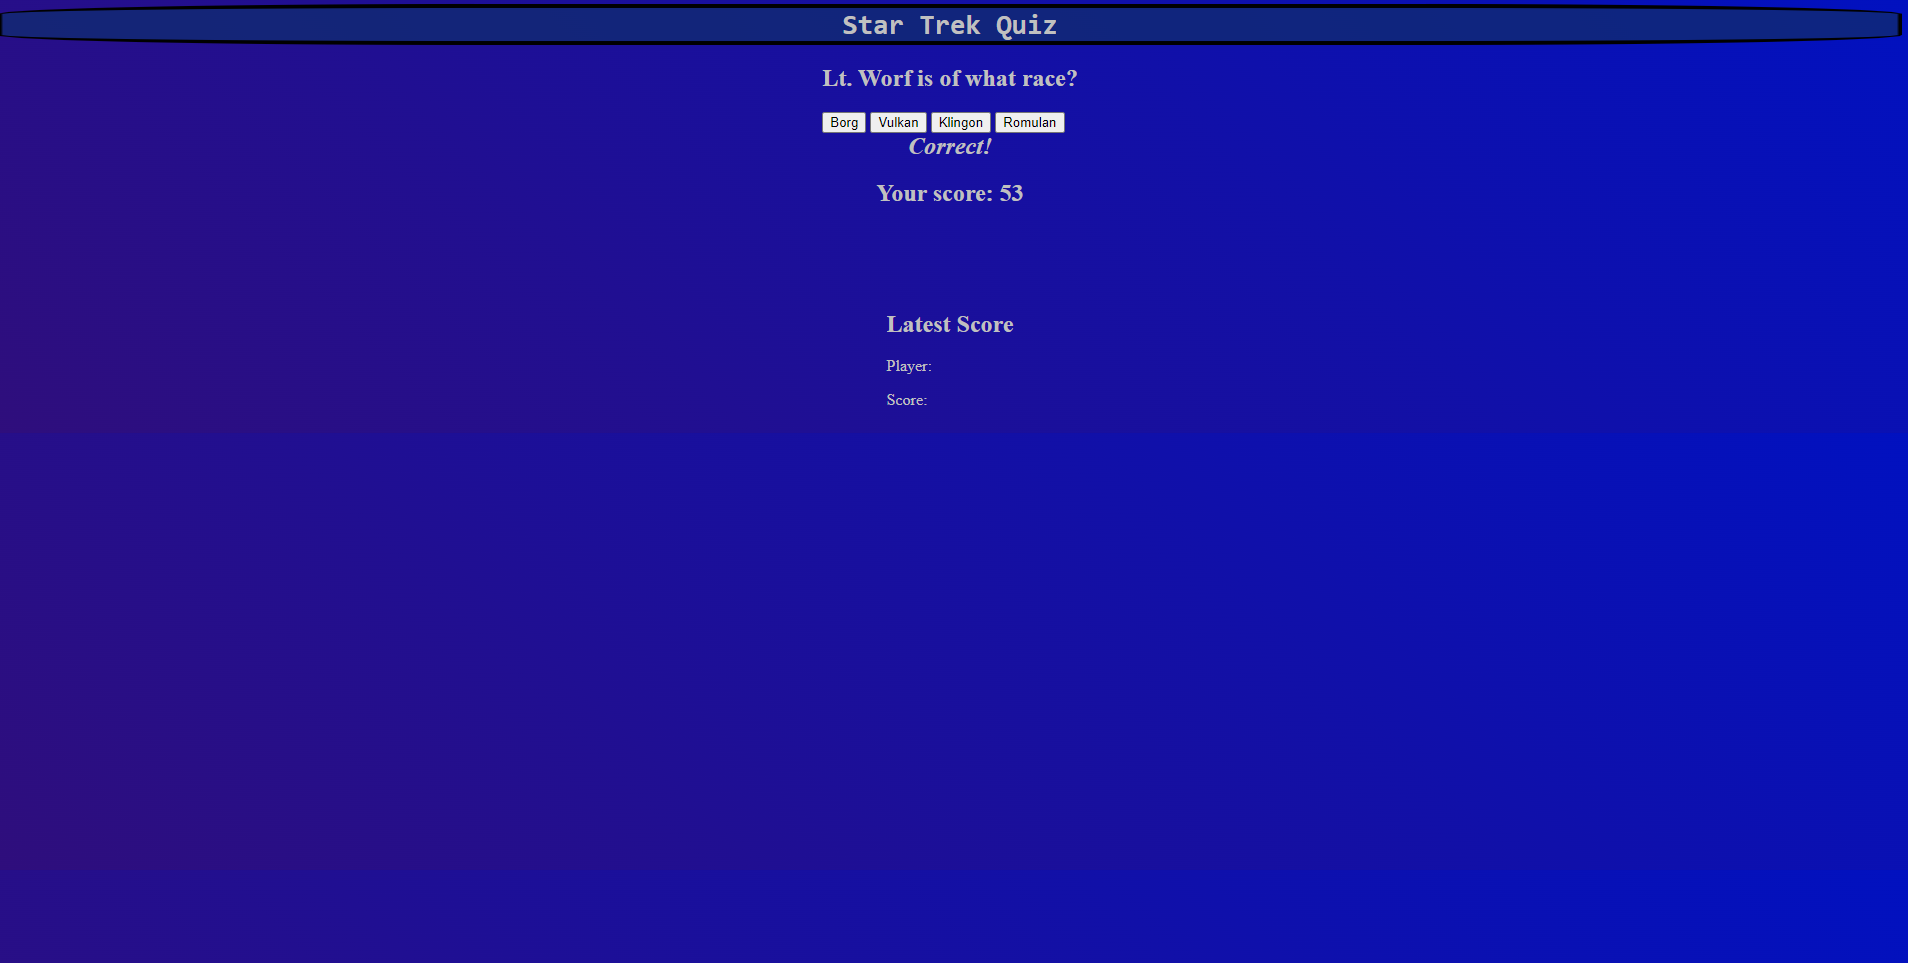 Star Trek Quiz
Lt. Worf is of what race?
Borg Vulkan Klingon Romulan
Correct!
Your score: 53
Latest Score
Player:
Score: